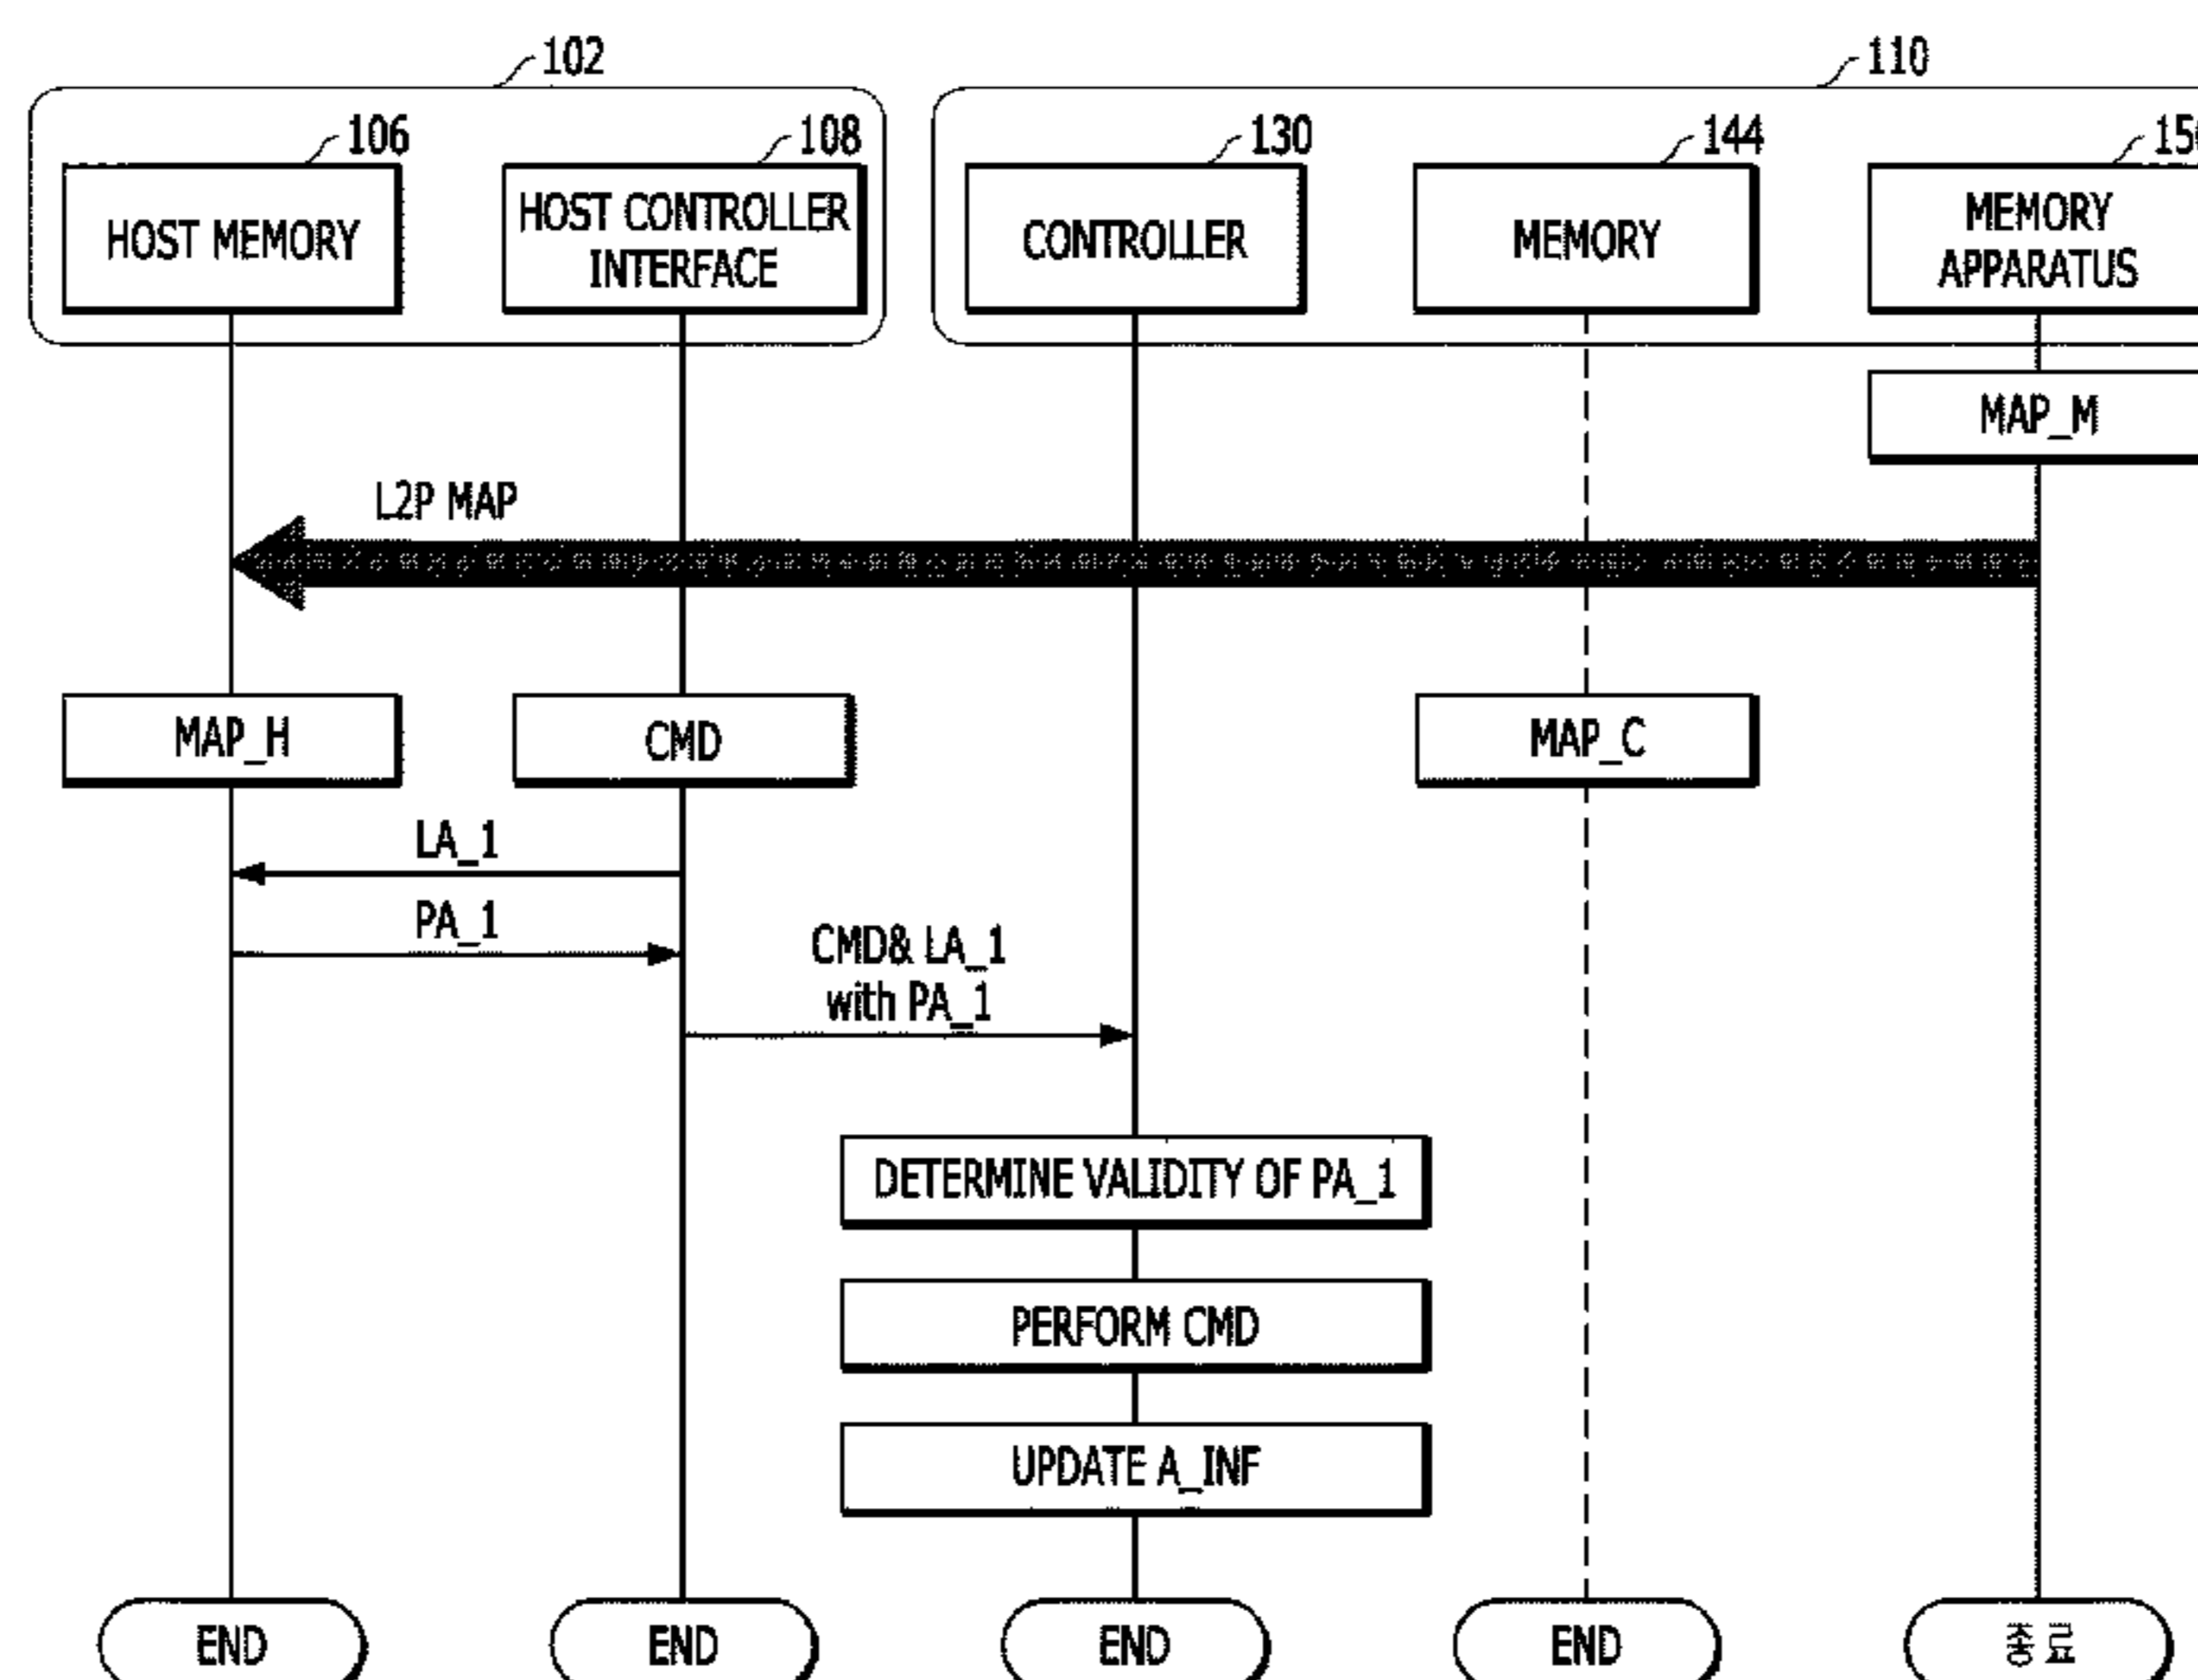 102
110
106
108
130
144
HOST MEMORY
HOST CONTROLLER
INTERFACE
CONTROLLER
MEMORY
MEMORY
APPARATUS
MAP_M
L2P MAP
MAP_H
CMD
MAP_C
LA_1
PA_1
CMD& LA_1
with PA_1
DETERMINE VALIDITY OF PA_1
PERFORM CMD
UPDATE A_INF
END
END
END
END
종료